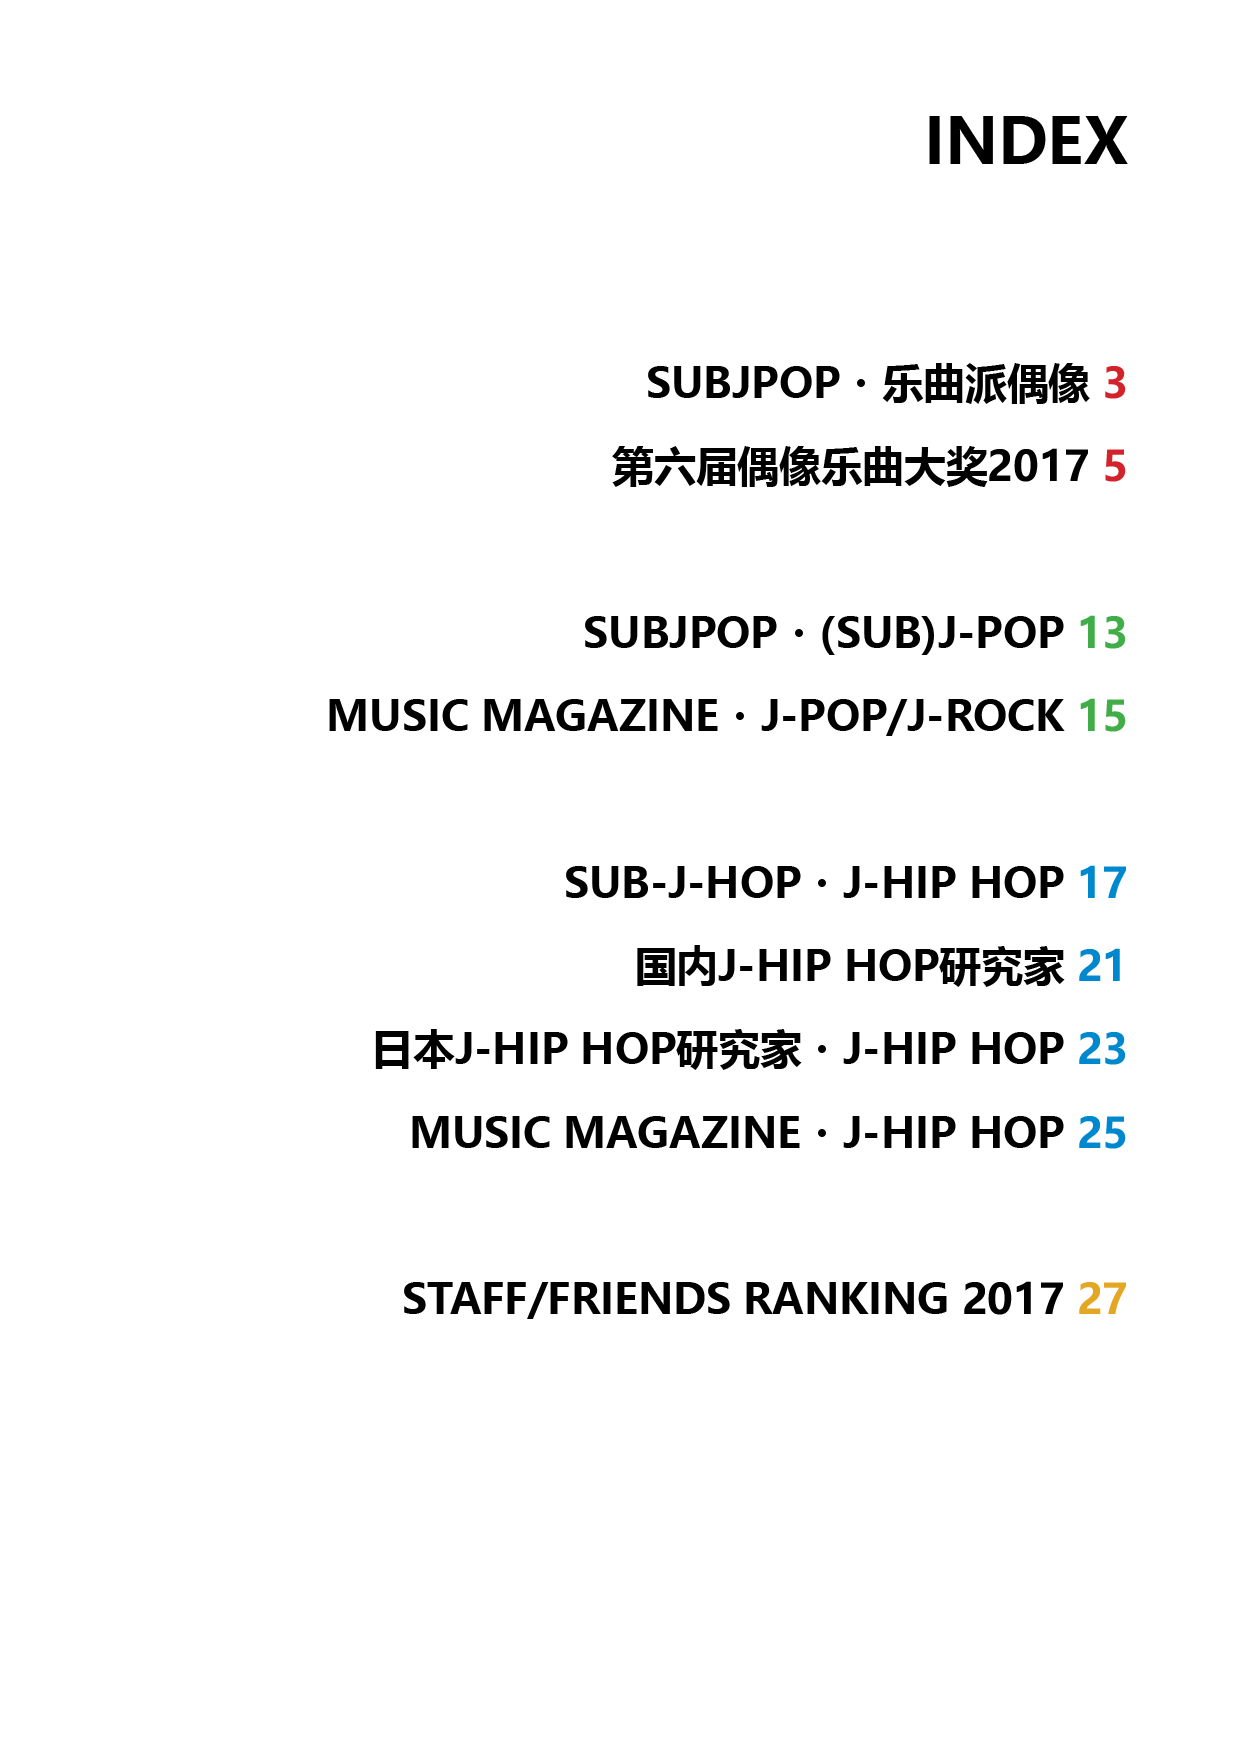 INDEX
SUBJPOP · 乐曲派偶像 3
第六届偶像乐曲大奖2017 5
SUBJPOP · (SUB)J-POP 13
MUSIC MAGAZINE · J-POP/J-ROCK 15
SUB-J-HOP · J-HIP HOP 17
国内J-HIP HOP研究家 21
日本J-HIP HOP研究家 · J-HIP HOP 23
MUSIC MAGAZINE · J-HIP HOP 25
STAFF/FRIENDS RANKING 2017 27